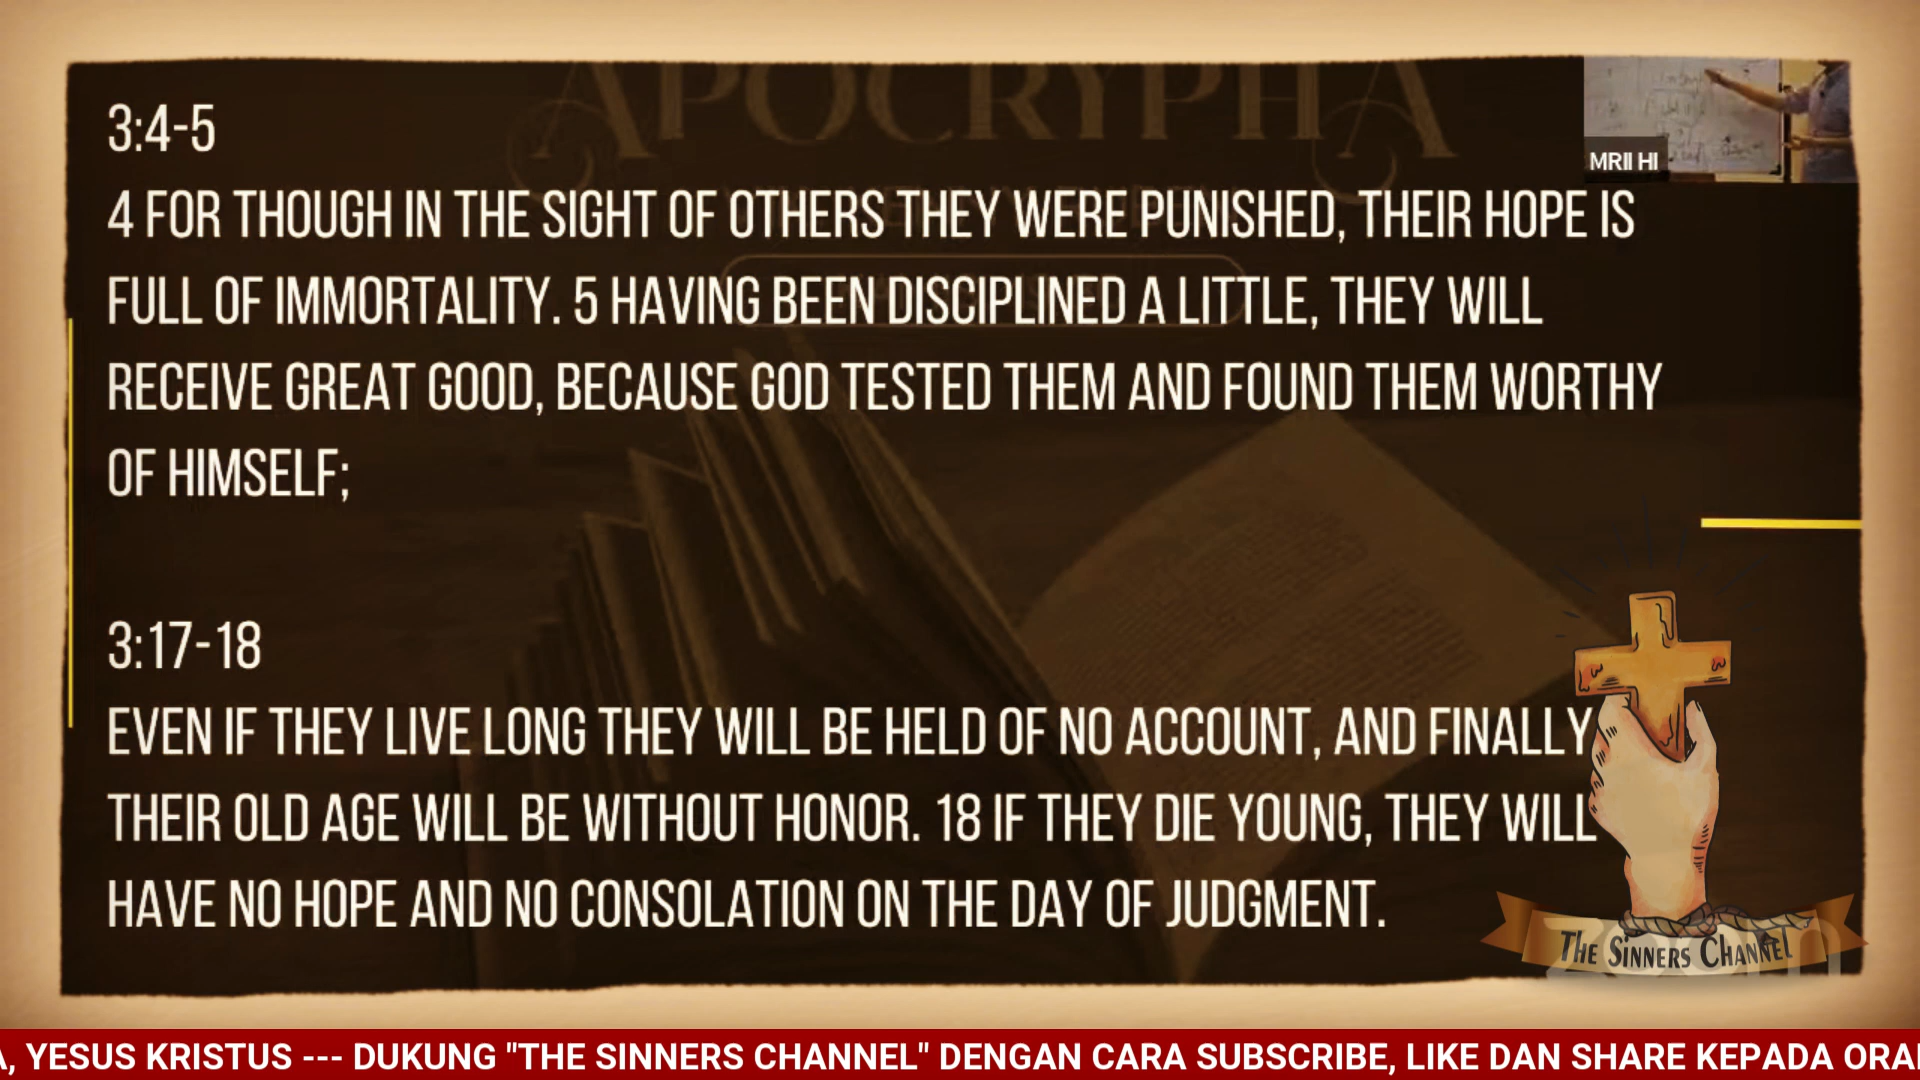 APOCRYPHA
3:4-5
MRII HI
4 FOR THOUGH IN THE SIGHT OF OTHERS THEY WERE PUNISHED, THEIR HOPE IS
FULL OF IMMORTALITY. 5 HAVING BEEN DISCIPLINED A LITTLE, THEY WILL
RECEIVE GREAT GOOD, BECAUSE GOD TESTED THEM AND FOUND THEM WORTHY
OF HIMSELF;
3:17-18
EVEN IF THEY LIVE LONG THEY WILL BE HELD OF NO ACCOUNT, AND FINALLY
THEIR OLD AGE WILL BE WITHOUT HONOR. 18 IF THEY DIE YOUNG, THEY WILL
HAVE NO HOPE AND NO CONSOLATION ON THE DAY OF JUDGMENT.
THE SINNERS CHANNEL
zoom
A, YESUS KRISTUS --- DUKUNG "THE SINNERS CHANNEL" DENGAN CARA SUBSCRIBE, LIKE DAN SHARE KEPADA ORA